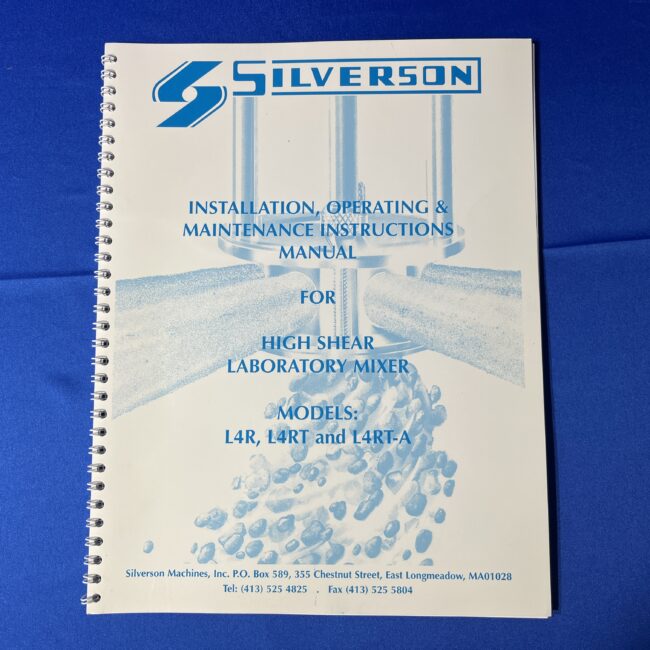 SILVERSON
INSTALLATION, OPERATING &
MAINTENANCE INSTRUCTIONS
MANUAL
FOR
HIGH SHEAR
LABORATORY MIXER
MODELS:
L4R, L4RT and L4RT-A
Silverson Machines, Inc. P.O. Box 589, 355 Chestnut Street, East Longmeadow, MA01028
Tel: (413) 525 4825 . Fax (413) 525 5804